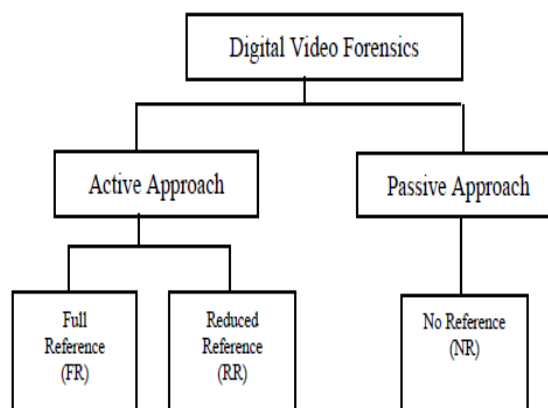 Digital Video Forensics
Active Approach
Passive Approach
Full
Reference
(FR)
Reduced
Reference
(RR)
No Reference
(NR)